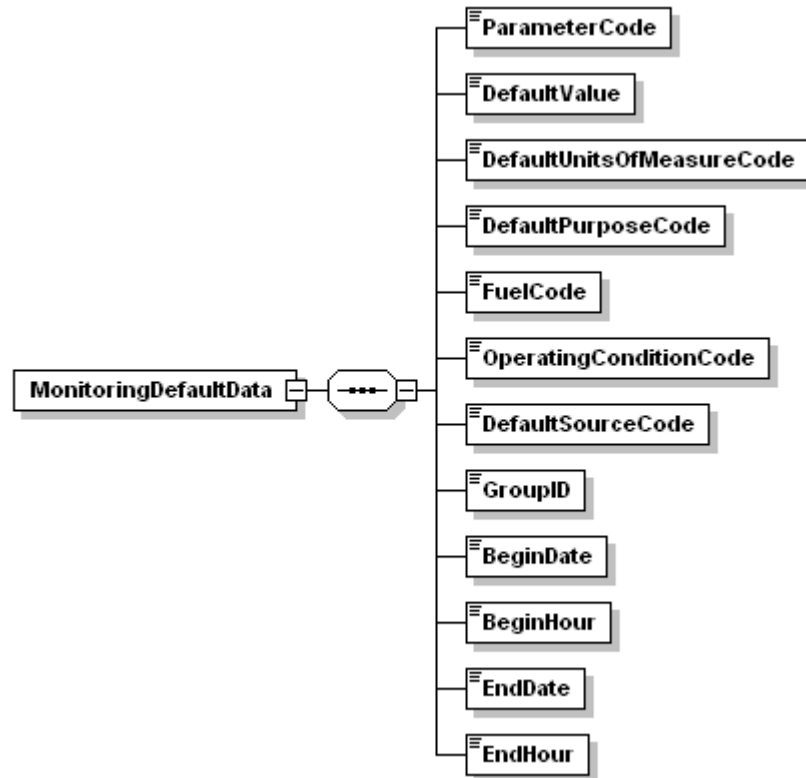 ParameterCode
DefaultValue
DefaultUnitsOfMeasureCode
DefaultPurposeCode
FuelCode
OperatingConditionCode
MonitoringDefaultData
DefaultSourceCode
GroupID
BeginDate
BeginHour
EndDate
EndHour